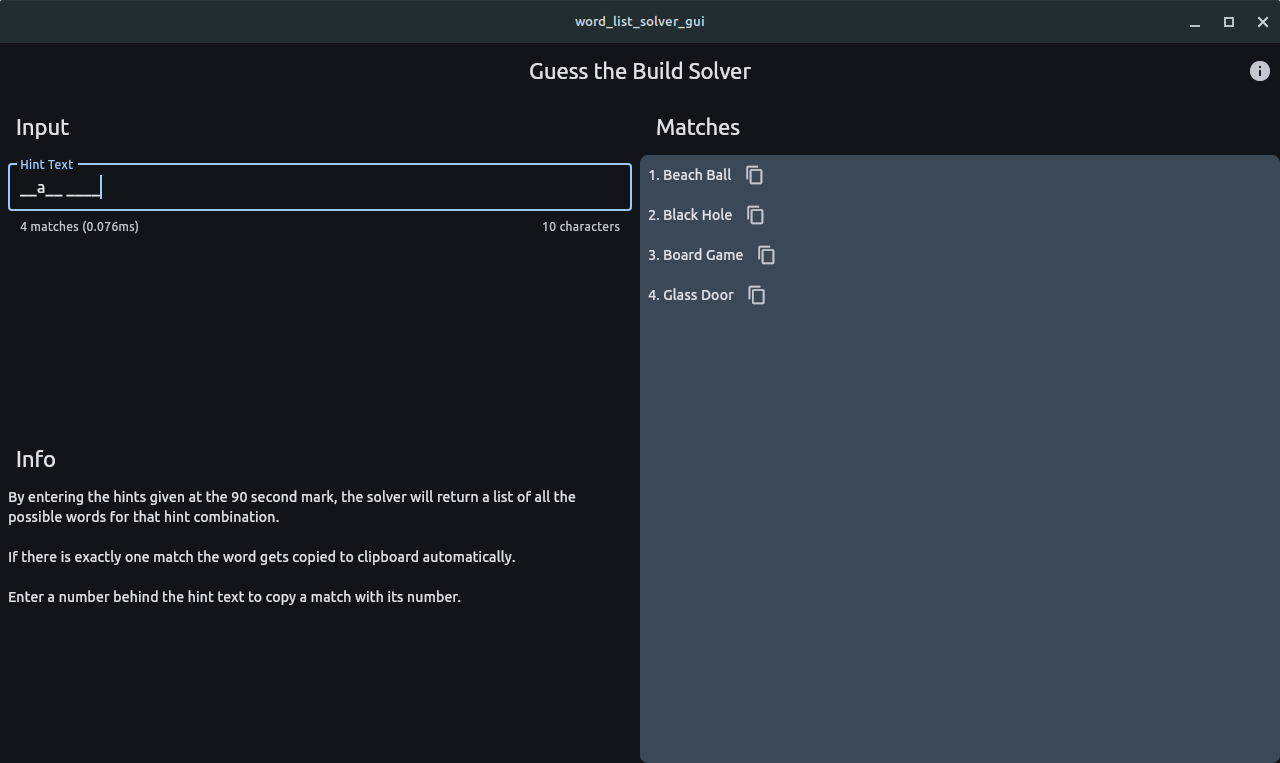 word_list_solver_gui
Guess the Build Solver
Input
Hint Text
__a__ ____
4 matches (0.076ms)
10 characters
Matches
1. Beach Ball
2. Black Hole
3. Board Game
4. Glass Door
Info
By entering the hints given at the 90 second mark, the solver will return a list of all the
possible words for that hint combination.
If there is exactly one match the word gets copied to clipboard automatically.
Enter a number behind the hint text to copy a match with its number.